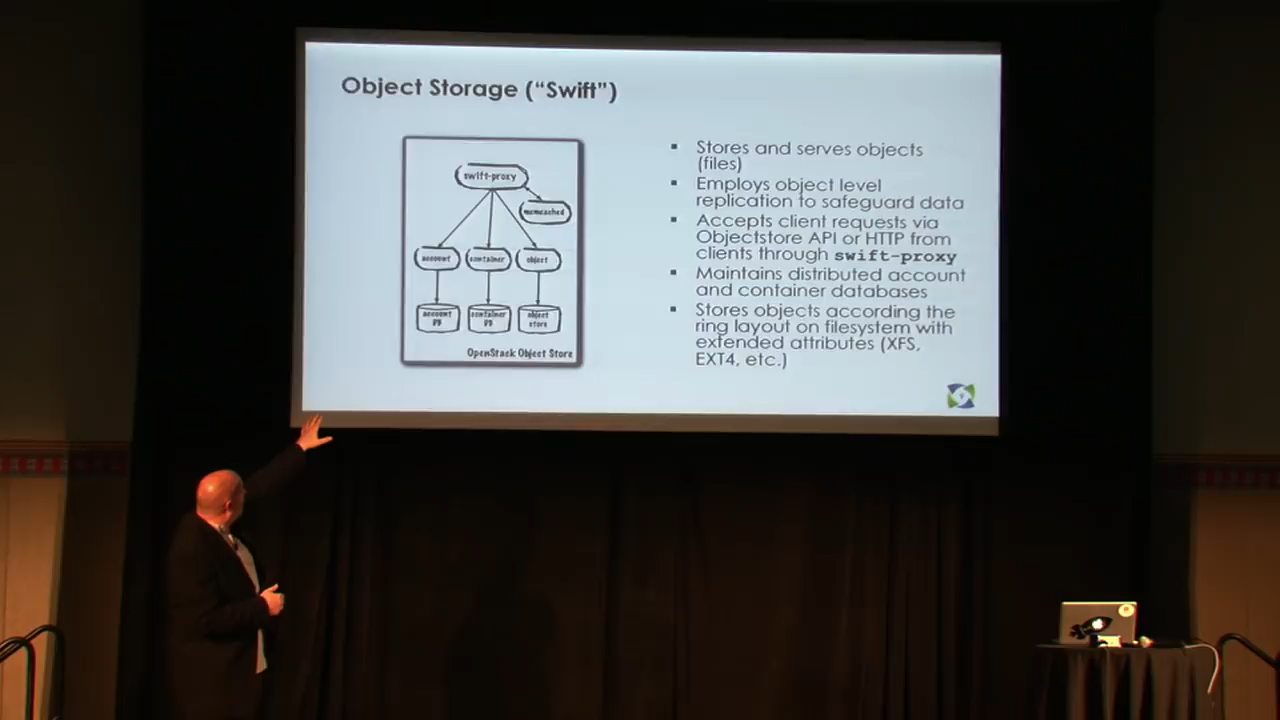 Object Storage ("Swift")
swift-proxy
memcached
account
container
object
account
DB
container
DB
object
store
OpenStack Object Store
▪ Stores and serves objects
(files)
▪ Employs object level
replication to safeguard data
▪ Accepts client requests via
Objectstore API or HTTP from
clients through swift-proxy
▪ Maintains distributed account
and container databases
▪ Stores objects according the
ring layout on filesystem with
extended attributes (XFS,
EXT4, etc.)